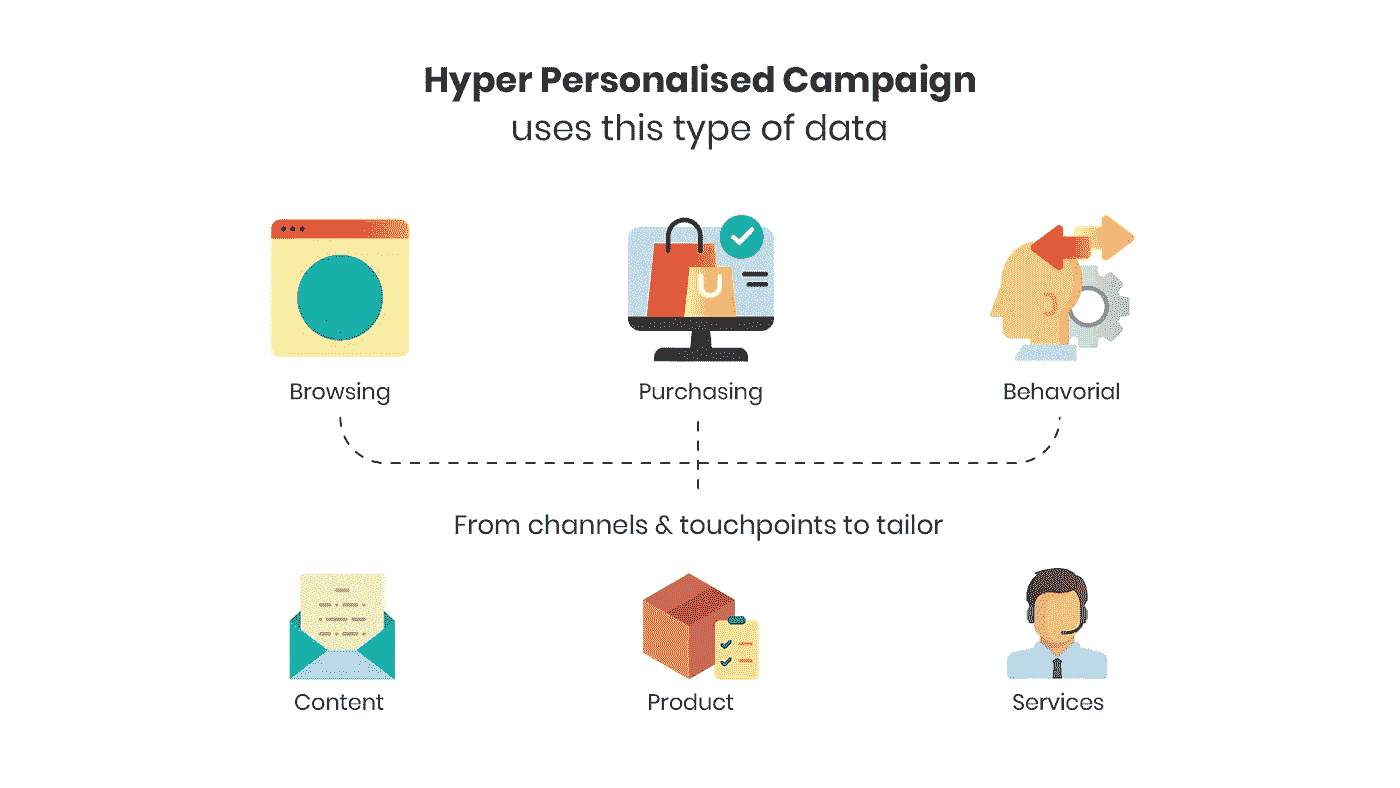 Hyper Personalised Campaign
uses this type of data
Browsing
Purchasing
Behavorial
From channels & touchpoints to tailor
Content
Product
Services